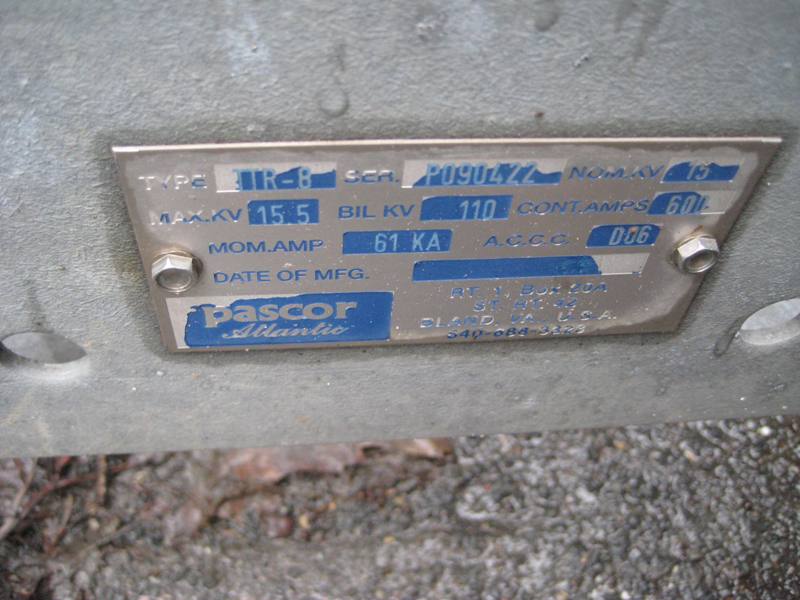 TYPE TTR-8 SER. P090422 NOM.KV 15
MAX.KV 15.5 BIL KV 110 CONT.AMPS
MOM.AMP 61 KA A.C.C.C. D06
DATE OF MFG.
pascor
Atlantic
RT. 1, Box 20A
ST. RT. 42
BLAND, VA., U.S.A.